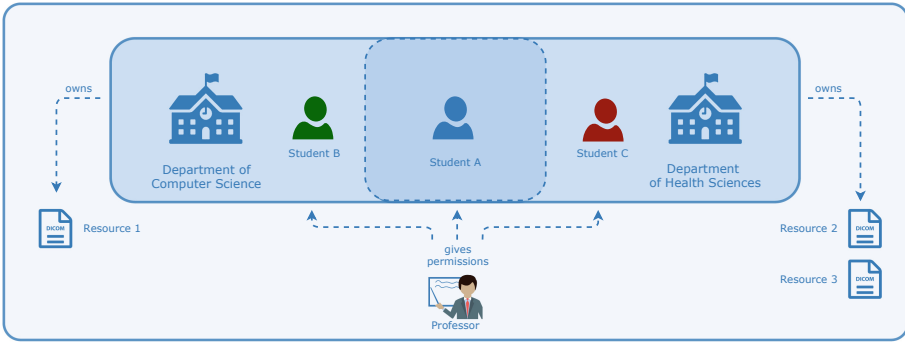 owns
owns
Student B
Student A
Student C
Department of
Computer Science
Department
of Health Sciences
DICOM
Resource 1
Resource 2
DICOM
gives
permissions
Resource 3
DICOM
Professor